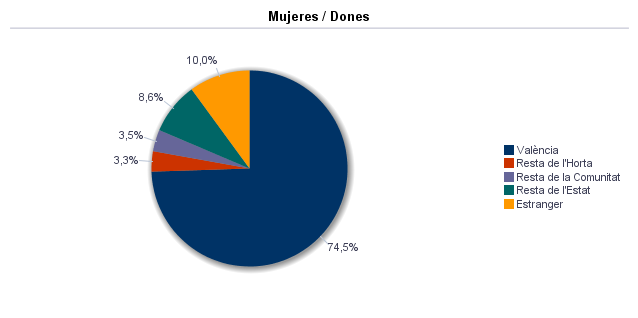 Mujeres / Dones
10,0%
8,6%
3,5%
3,3%
74,5%
València
Resta de l'Horta
Resta de la Comunitat
Resta de l'Estat
Estranger